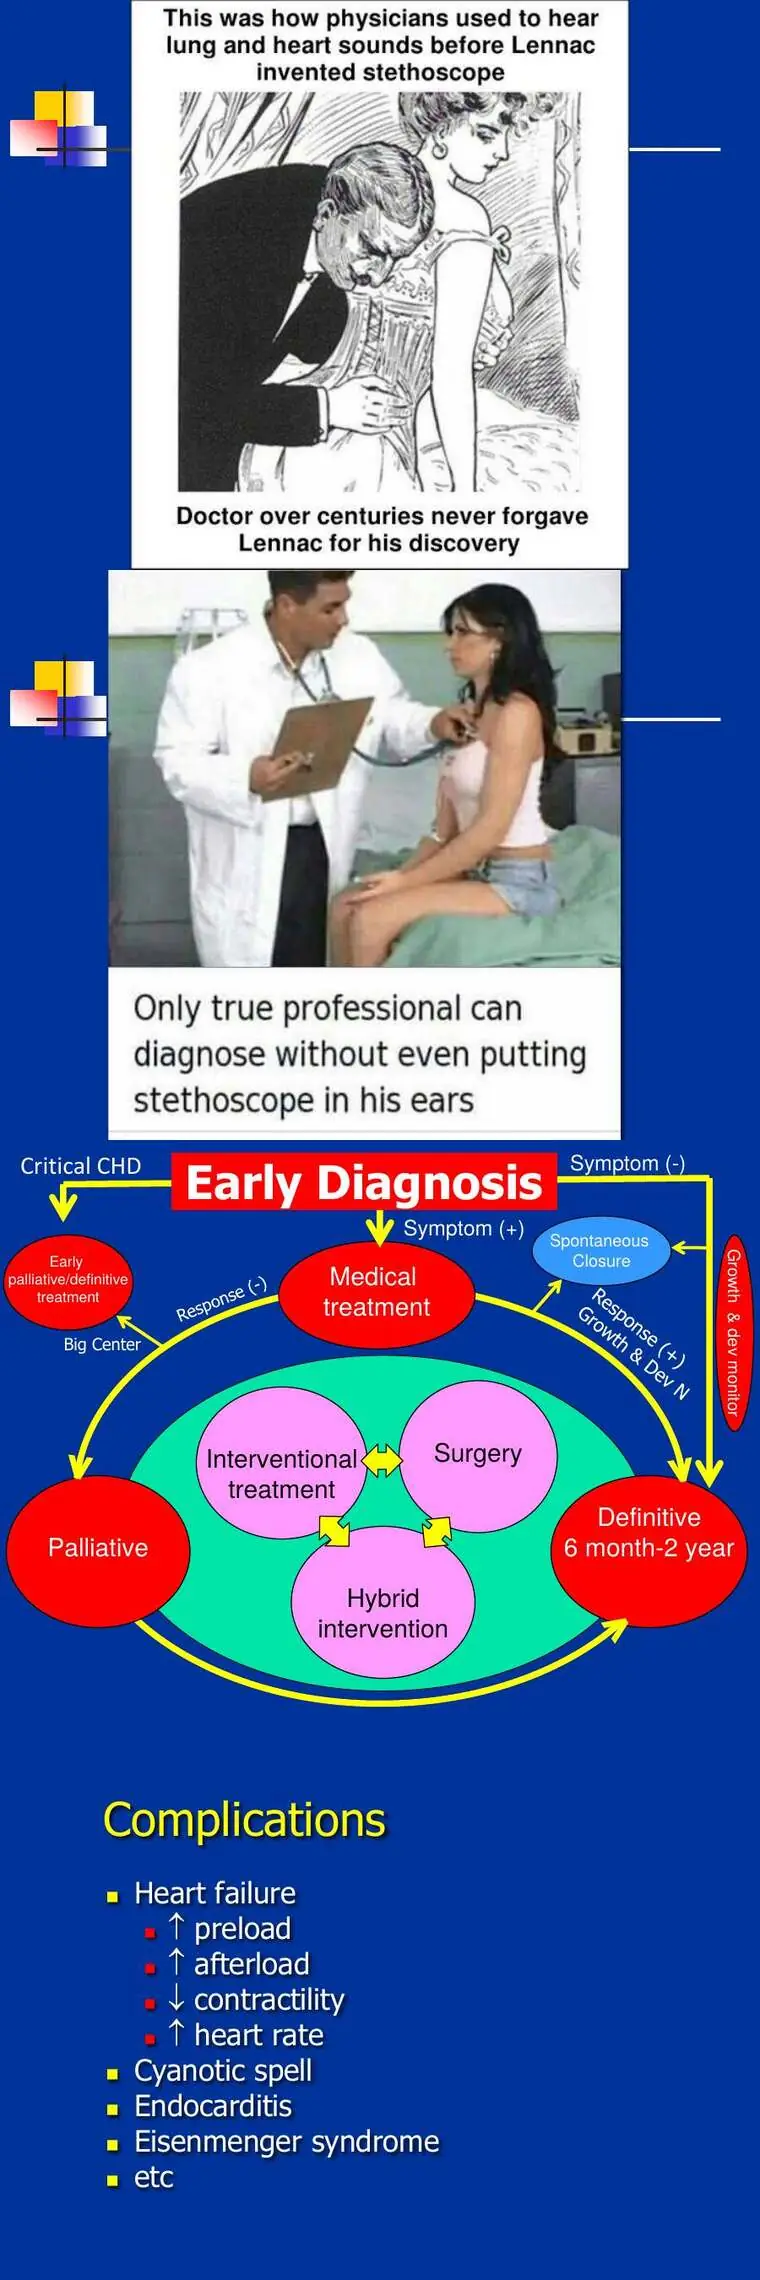 This was how physicians used to hear
lung and heart sounds before Lennac
invented stethoscope
Doctor over centuries never forgave
Lennac for his discovery
Only true professional can
diagnose without even putting
stethoscope in his ears
Critical CHD
Early Diagnosis
Symptom (-)
Symptom (+)
Early
palliative/definitive
treatment
Medical
treatment
Spontaneous
Closure
Growth & dev monitor
Response (-)
Big Center
Response (+)
Growth & Dev N
Interventional
treatment
Surgery
Hybrid
intervention
Palliative
Definitive
6 month-2 year
Complications
Heart failure
↑ preload
↑ afterload
↓ contractility
↑ heart rate
Cyanotic spell
Endocarditis
Eisenmenger syndrome
etc